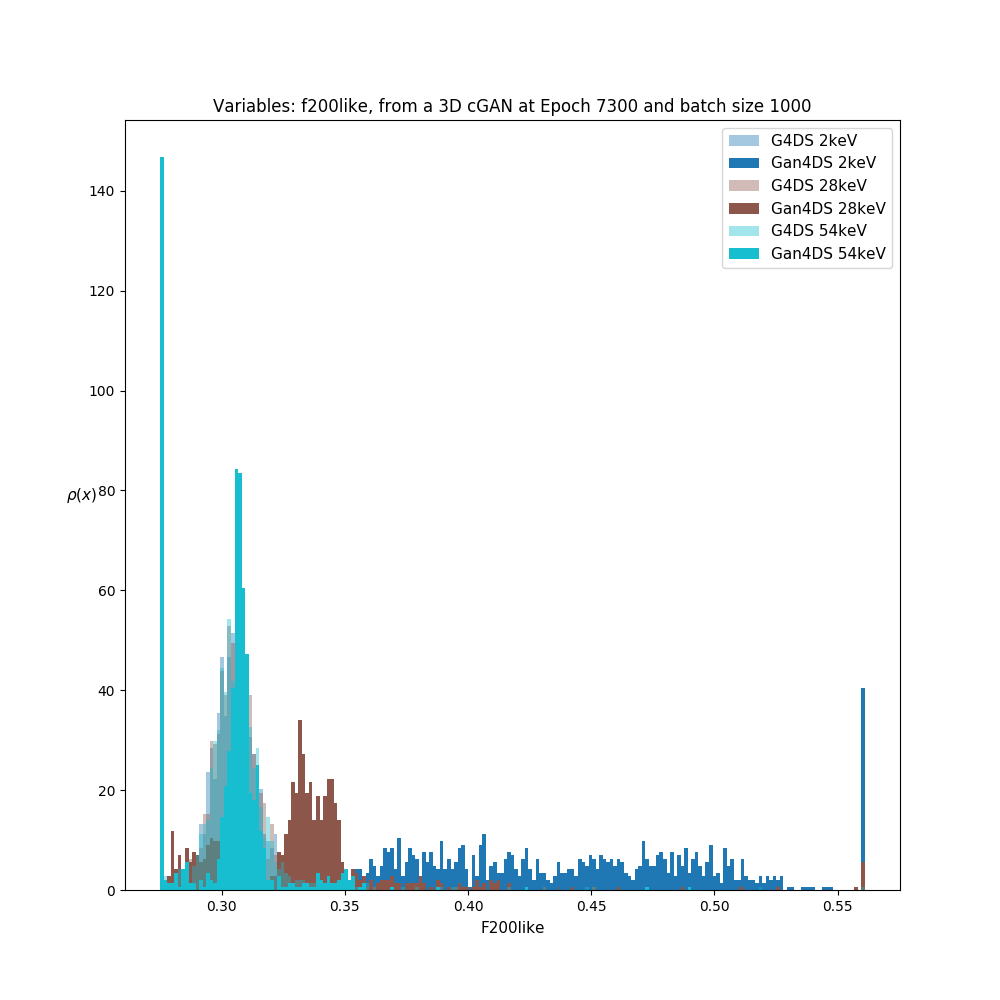 Variables: f200like, from a 3D cGAN at Epoch 7300 and batch size 1000
G4DS 2keV
Gan4DS 2keV
G4DS 28keV
Gan4DS 28keV
G4DS 54keV
Gan4DS 54keV
140
120
100
ρ(x) 80
60
40
20
0
0.30 0.35 0.40 0.45 0.50 0.55
F200like